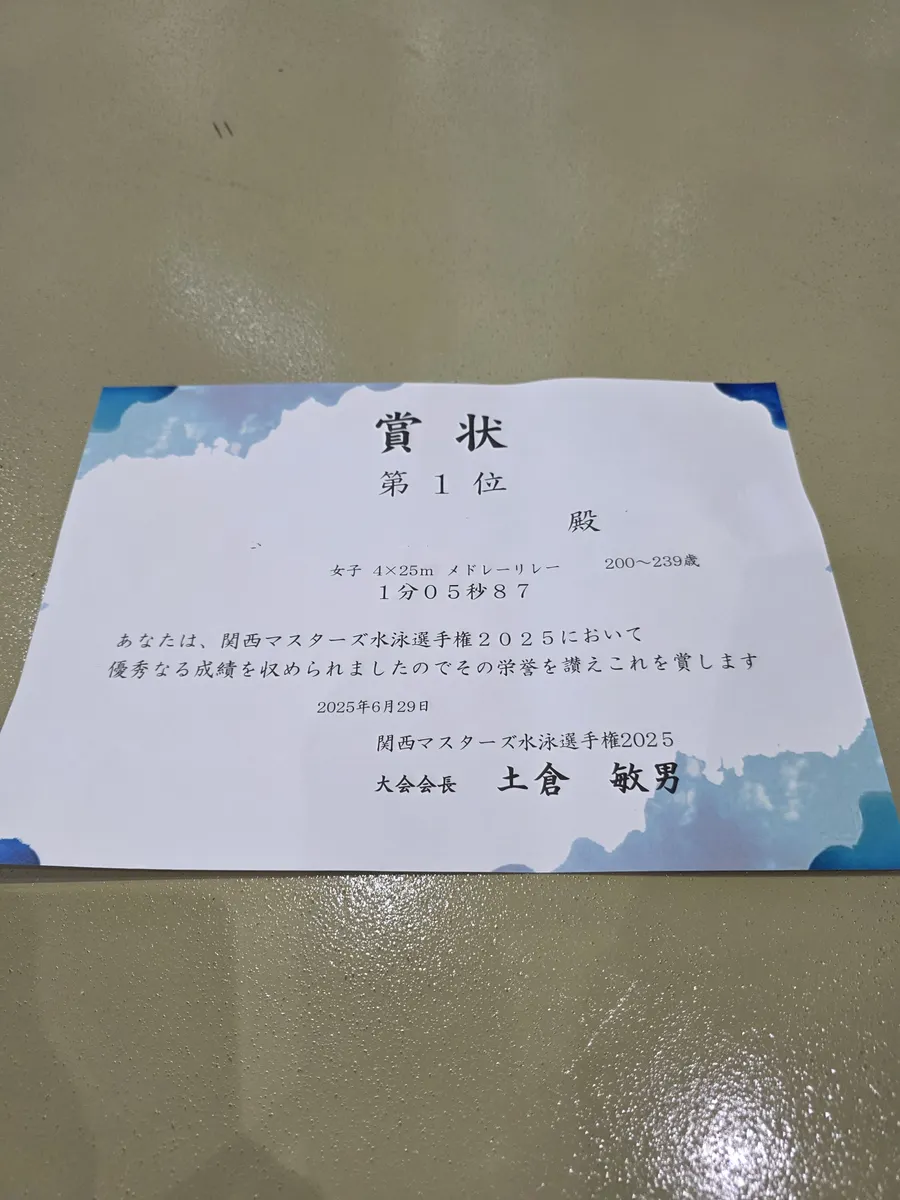 賞状
第1位
殿
女子 4×25m メドレーリレー 200～239歳
1分05秒87
あなたは、関西マスターズ水泳選手権2025において
優秀なる成績を収められましたのでその栄誉を讃えこれを賞します
2025年6月29日
関西マスターズ水泳選手権2025
大会会長 土倉 敏男